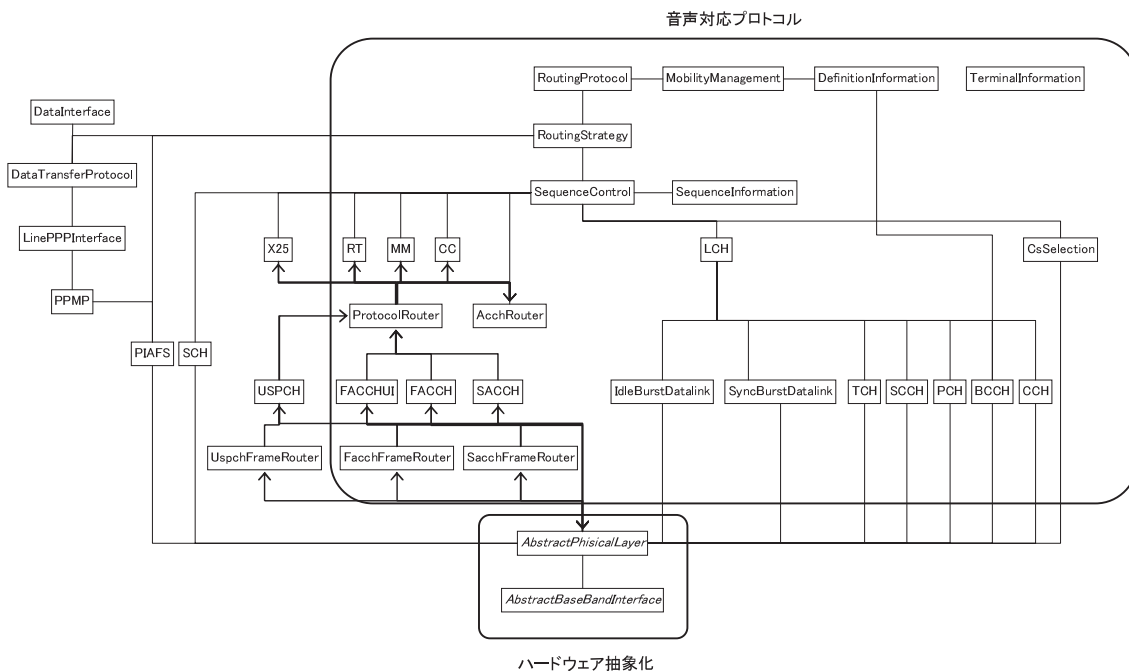 音声対応プロトコル
RoutingProtocol
MobilityManagement
DefinitionInformation
TerminalInformation
DataInterface
RoutingStrategy
DataTransferProtocol
SequenceControl
SequenceInformation
LinePPPInterface
X25
RT
MM
CC
LCH
CsSelection
PPMP
ProtocolRouter
AcchRouter
PIAFS
SCH
USPCH
FACCHUI
FACCH
SACCH
IdleBurstDatalink
SyncBurstDatalink
TCH
SCCH
PCH
BCCH
CCH
UspchFrameRouter
FacchFrameRouter
SacchFrameRouter
AbstractPhisicalLayer
AbstractBaseBandInterface
ハードウェア抽象化